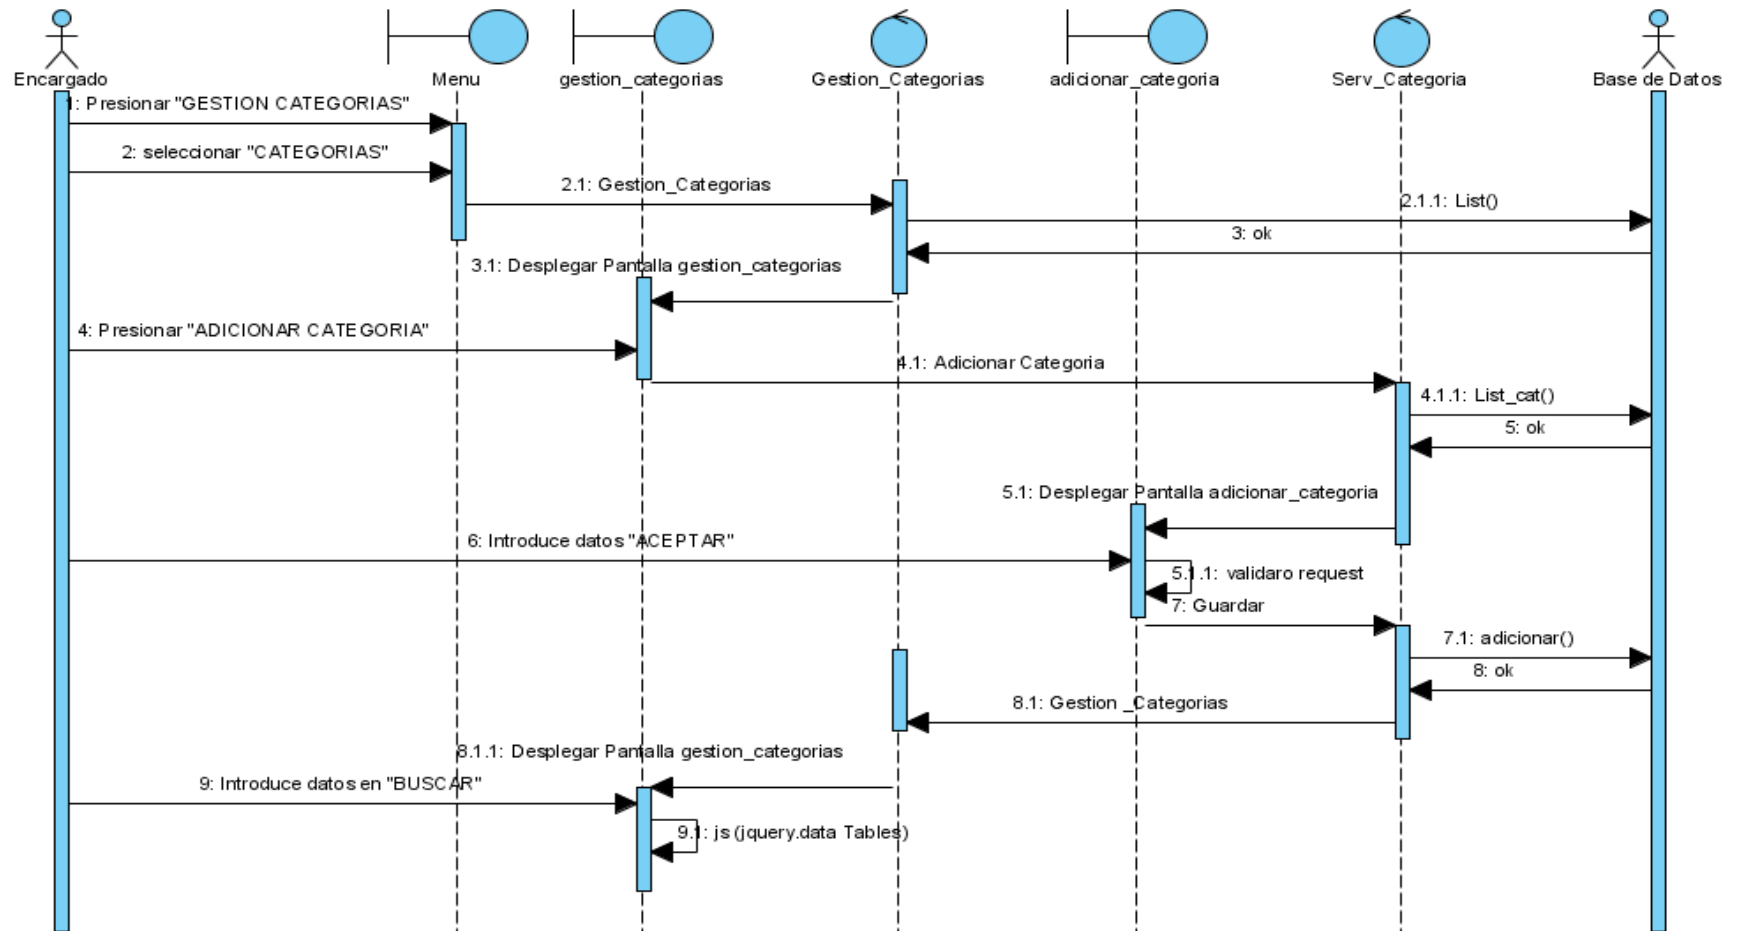 Encargado
Menu
gestion_categorias
Gestion_Categorias
adicionar_categoria
Serv_Categoria
Base de Datos
1: Presionar "GESTION CATEGORIAS"
2: seleccionar "CATEGORIAS"
2.1: Gestion_Categorias
2.1.1: List()
3: ok
3.1: Desplegar Pantalla gestion_categorias
4: Presionar "ADICIONAR CATEGORIA"
4.1: Adicionar Categoria
4.1.1: List_cat()
5: ok
5.1: Desplegar Pantalla adicionar_categoria
6: Introduce datos "ACEPTAR"
5.1.1: validaro request
7: Guardar
7.1: adicionar()
8: ok
8.1: Gestion _Categorias
8.1.1: Desplegar Pantalla gestion_categorias
9: Introduce datos en "BUSCAR"
9.1: js (jquery.data Tables)